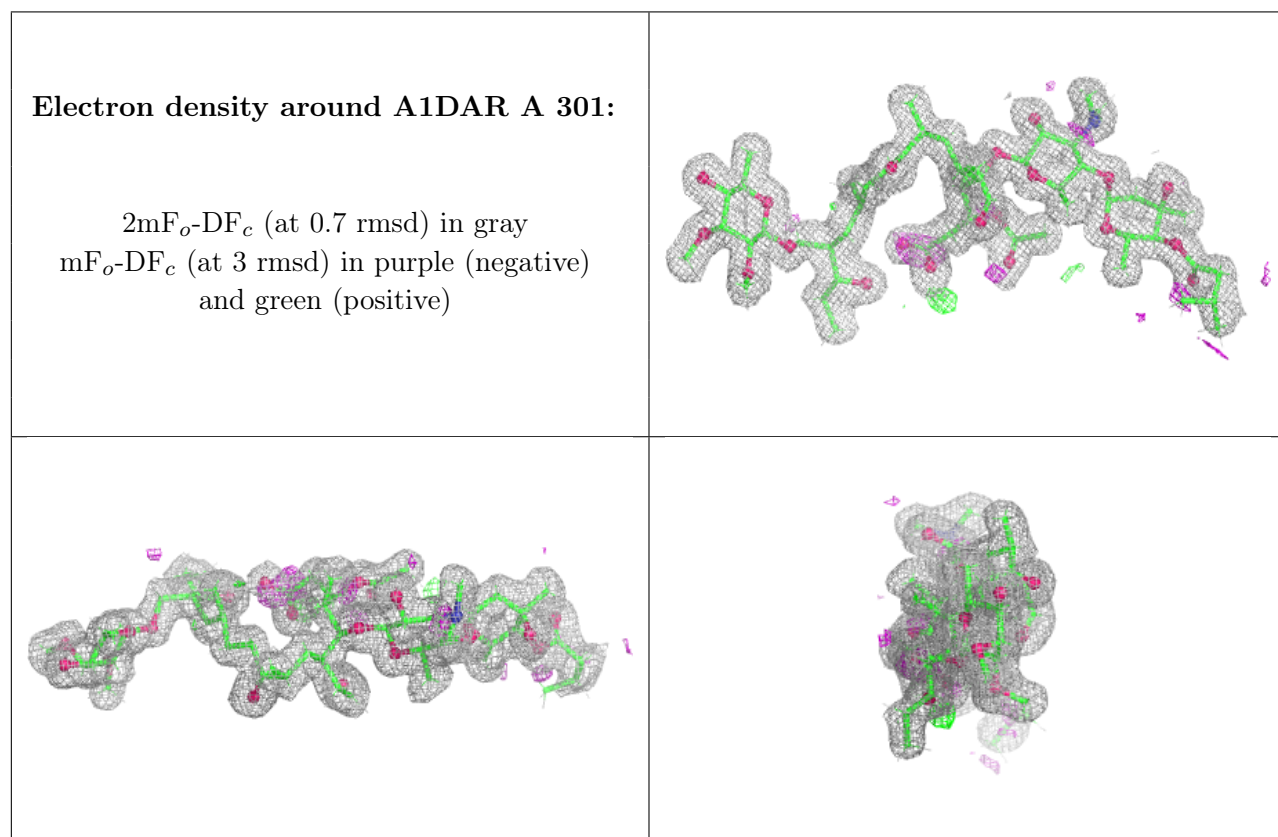 Electron density around A1DAR A 301:
2mFo-DFc (at 0.7 rmsd) in gray
mFo-DFc (at 3 rmsd) in purple (negative)
and green (positive)